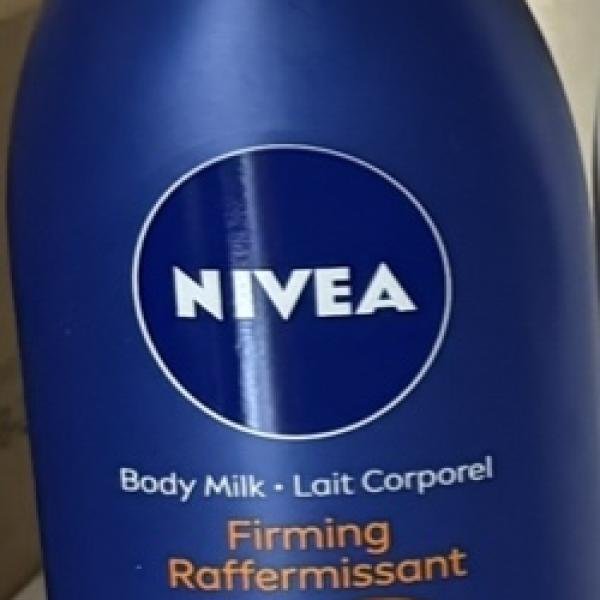 NIVEA
Body Milk • Lait Corporel
Firming
Raffermissant